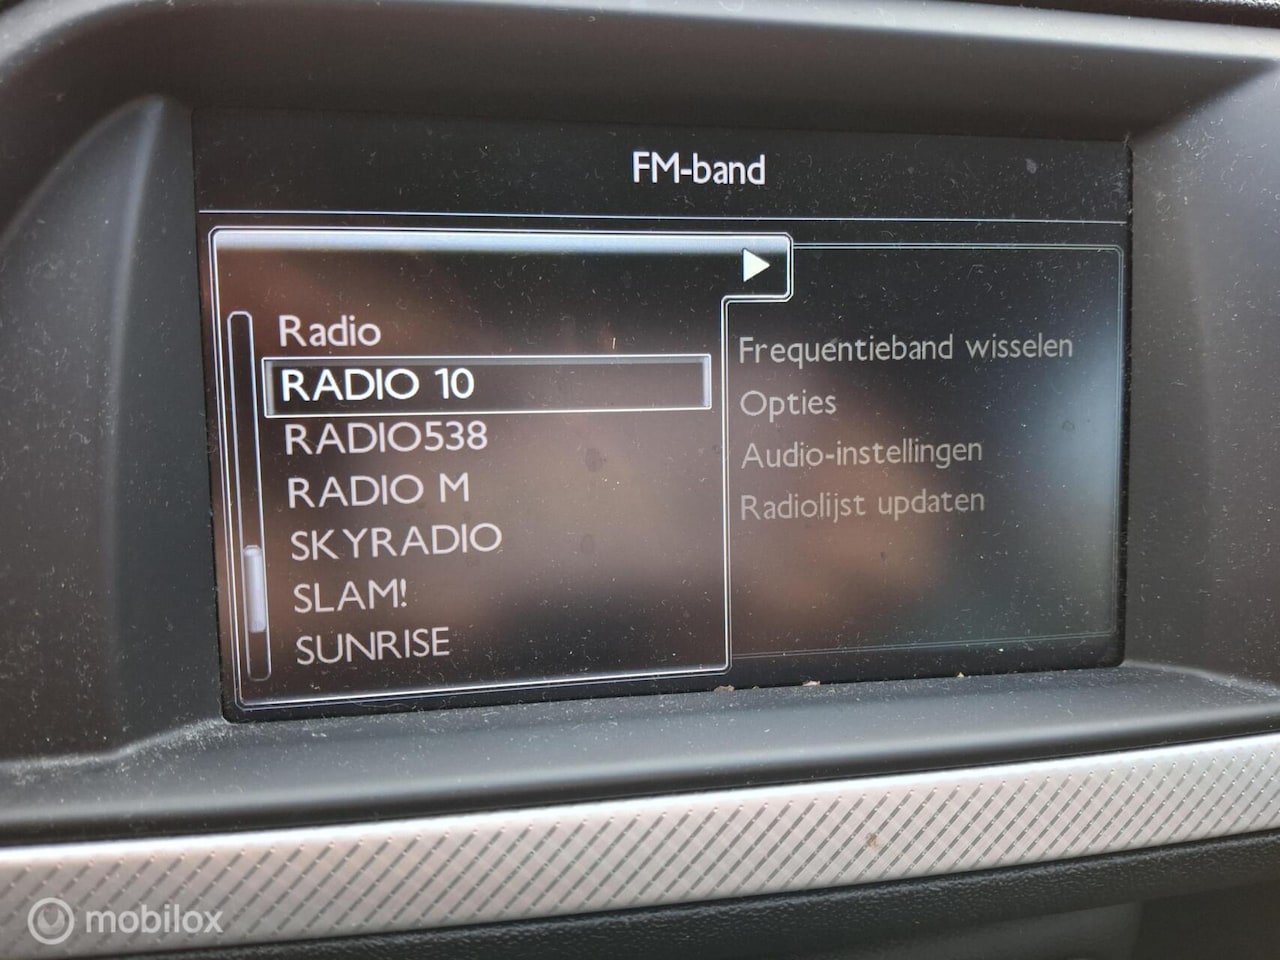 FM-band
Radio
RADIO 10
RADIO538
RADIO M
SKYRADIO
SLAM!
SUNRISE
Frequentieband wisselen
Opties
Audio-instellingen
Radiolijst updaten
mobilox